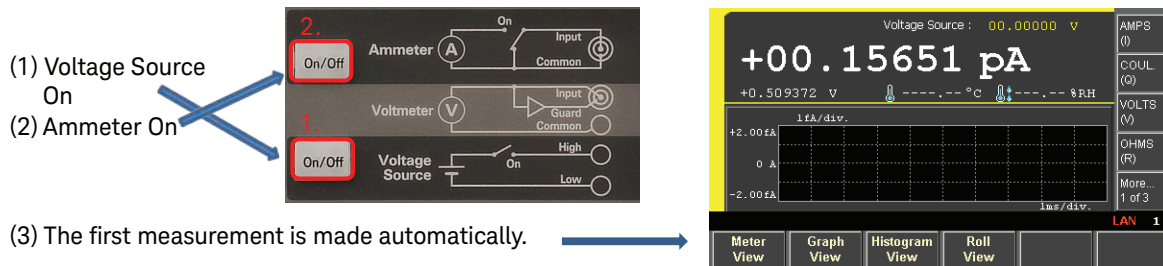 (1) Voltage Source
On
(2) Ammeter On
(3) The first measurement is made automatically.
2.
On/Off
Ammeter
A
On
Input
Common
Voltmeter
V
Input
Guard
Common
1.
On/Off
Voltage
Source
On
High
Low
Voltage Source : 00.00000 V
+00.15651 pA
+0.509372 V ----.-- °C ---.-- %RH
1fA/div.
+2.00fA
0 A
-2.00fA
1ms/div.
AMPS
(I)
COUL.
(Q)
VOLTS
(V)
OHMS
(R)
More...
1 of 3
LAN 1
Meter
View
Graph
View
Histogram
View
Roll
View